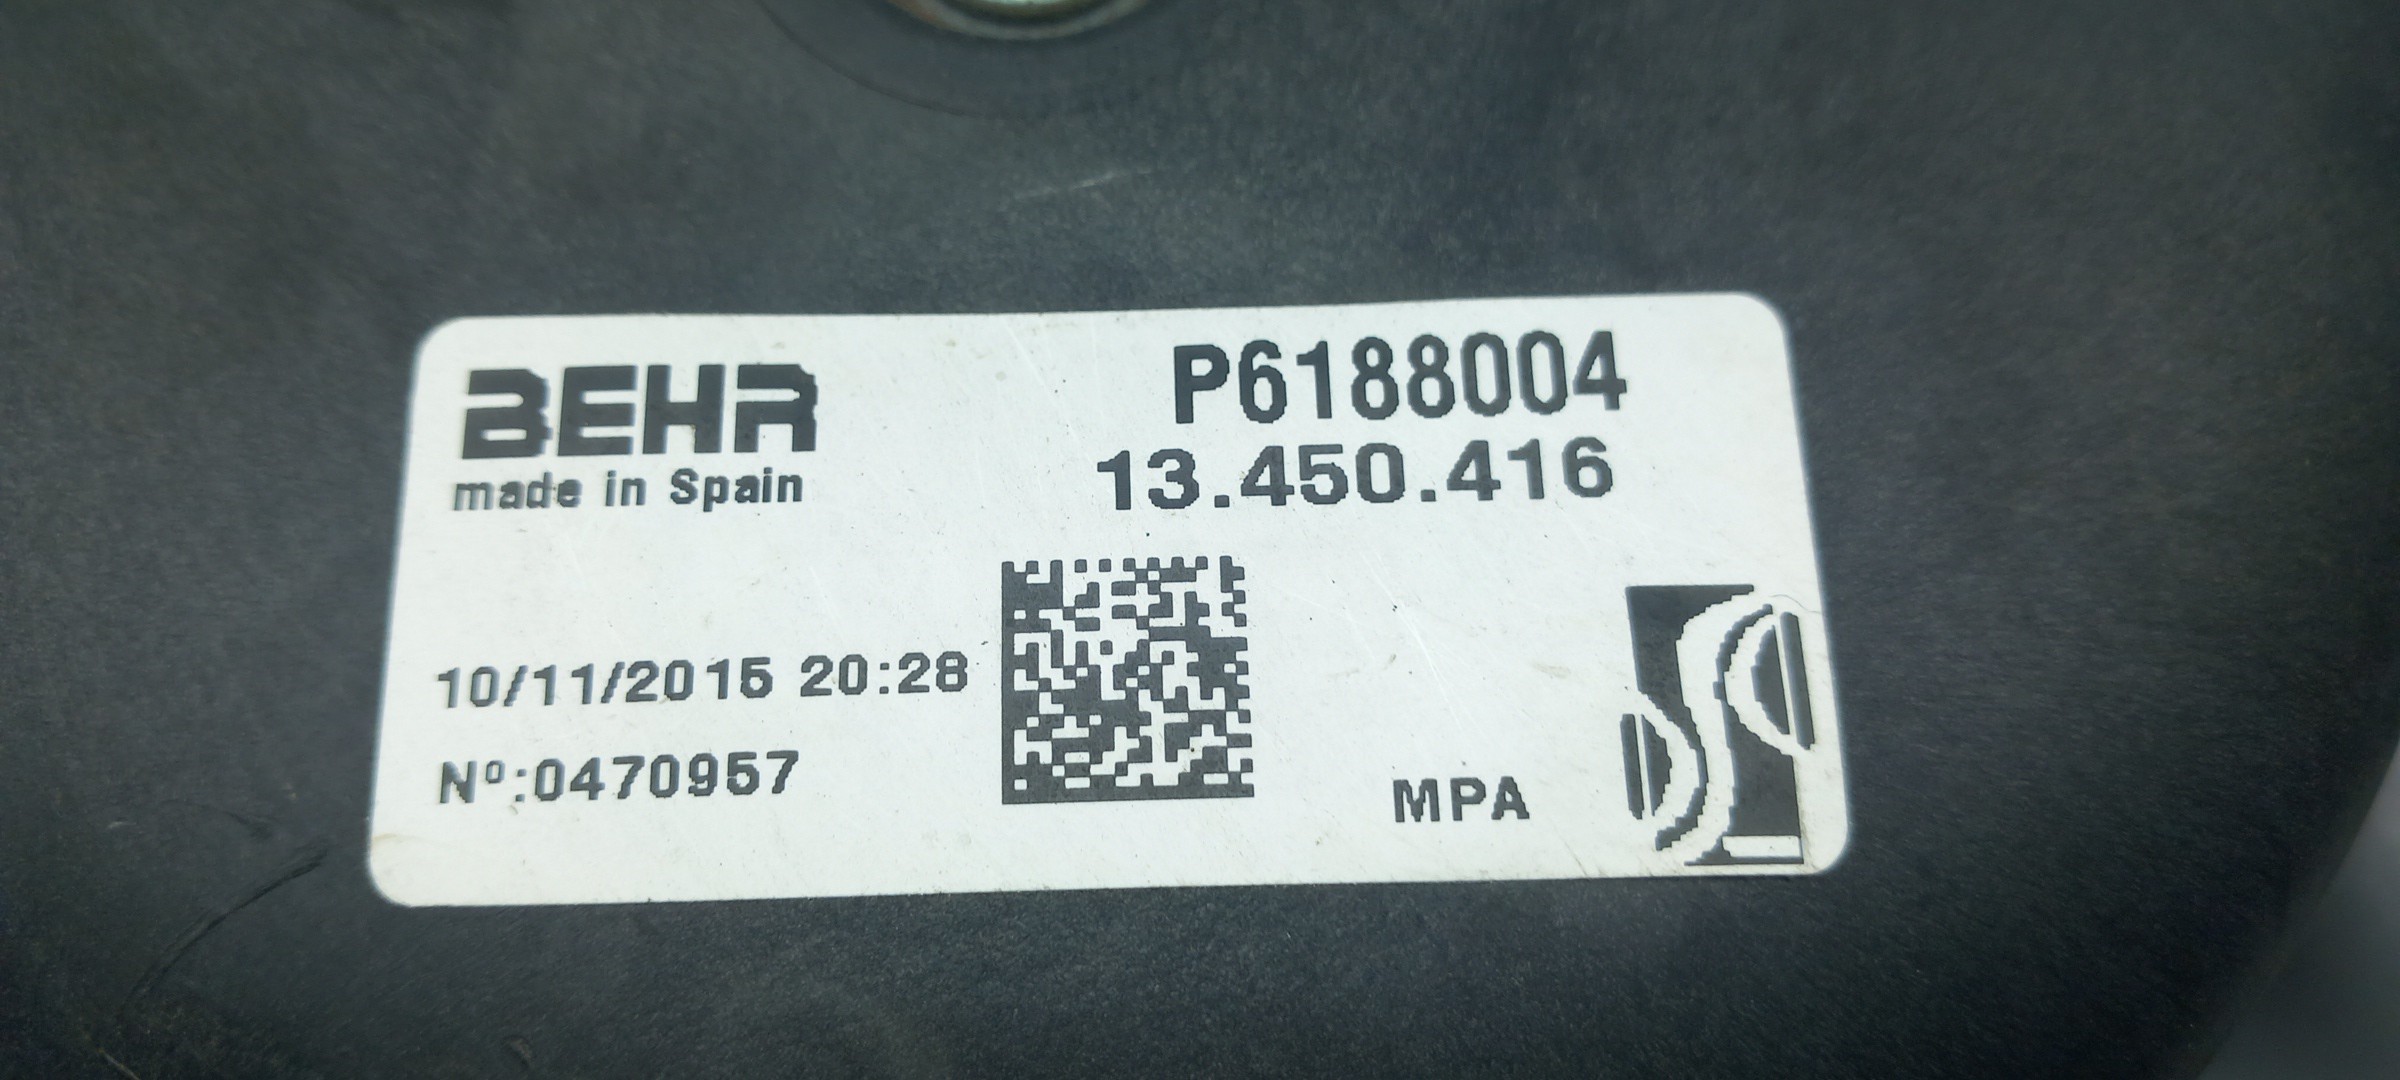 BEHR
made in Spain
P6188004
13.450.416
10/11/2015 20:28
Nº:0470957
MPA